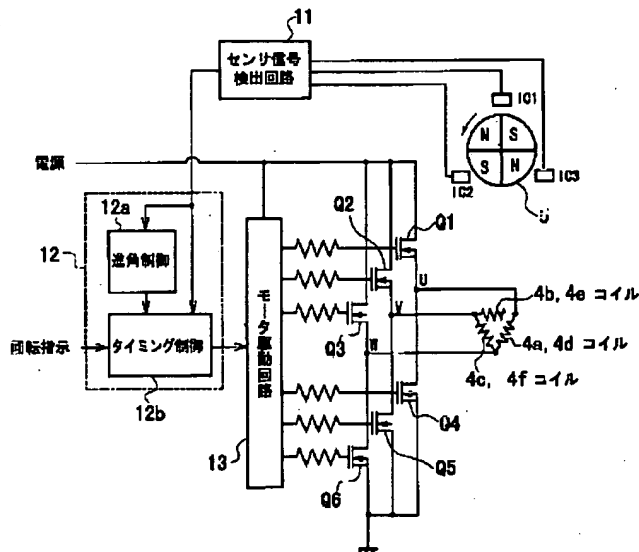 11
センサ信号
検出回路
IC1
N S
S N
IC2
IC3
電源
12a
12
進角制御
回転指示
タイミング制御
12b
モータ駆動回路
13
Q2
Q1
U
V
W
Q3
4b, 4e コイル
4a, 4d コイル
4c, 4f コイル
Q4
Q5
Q6